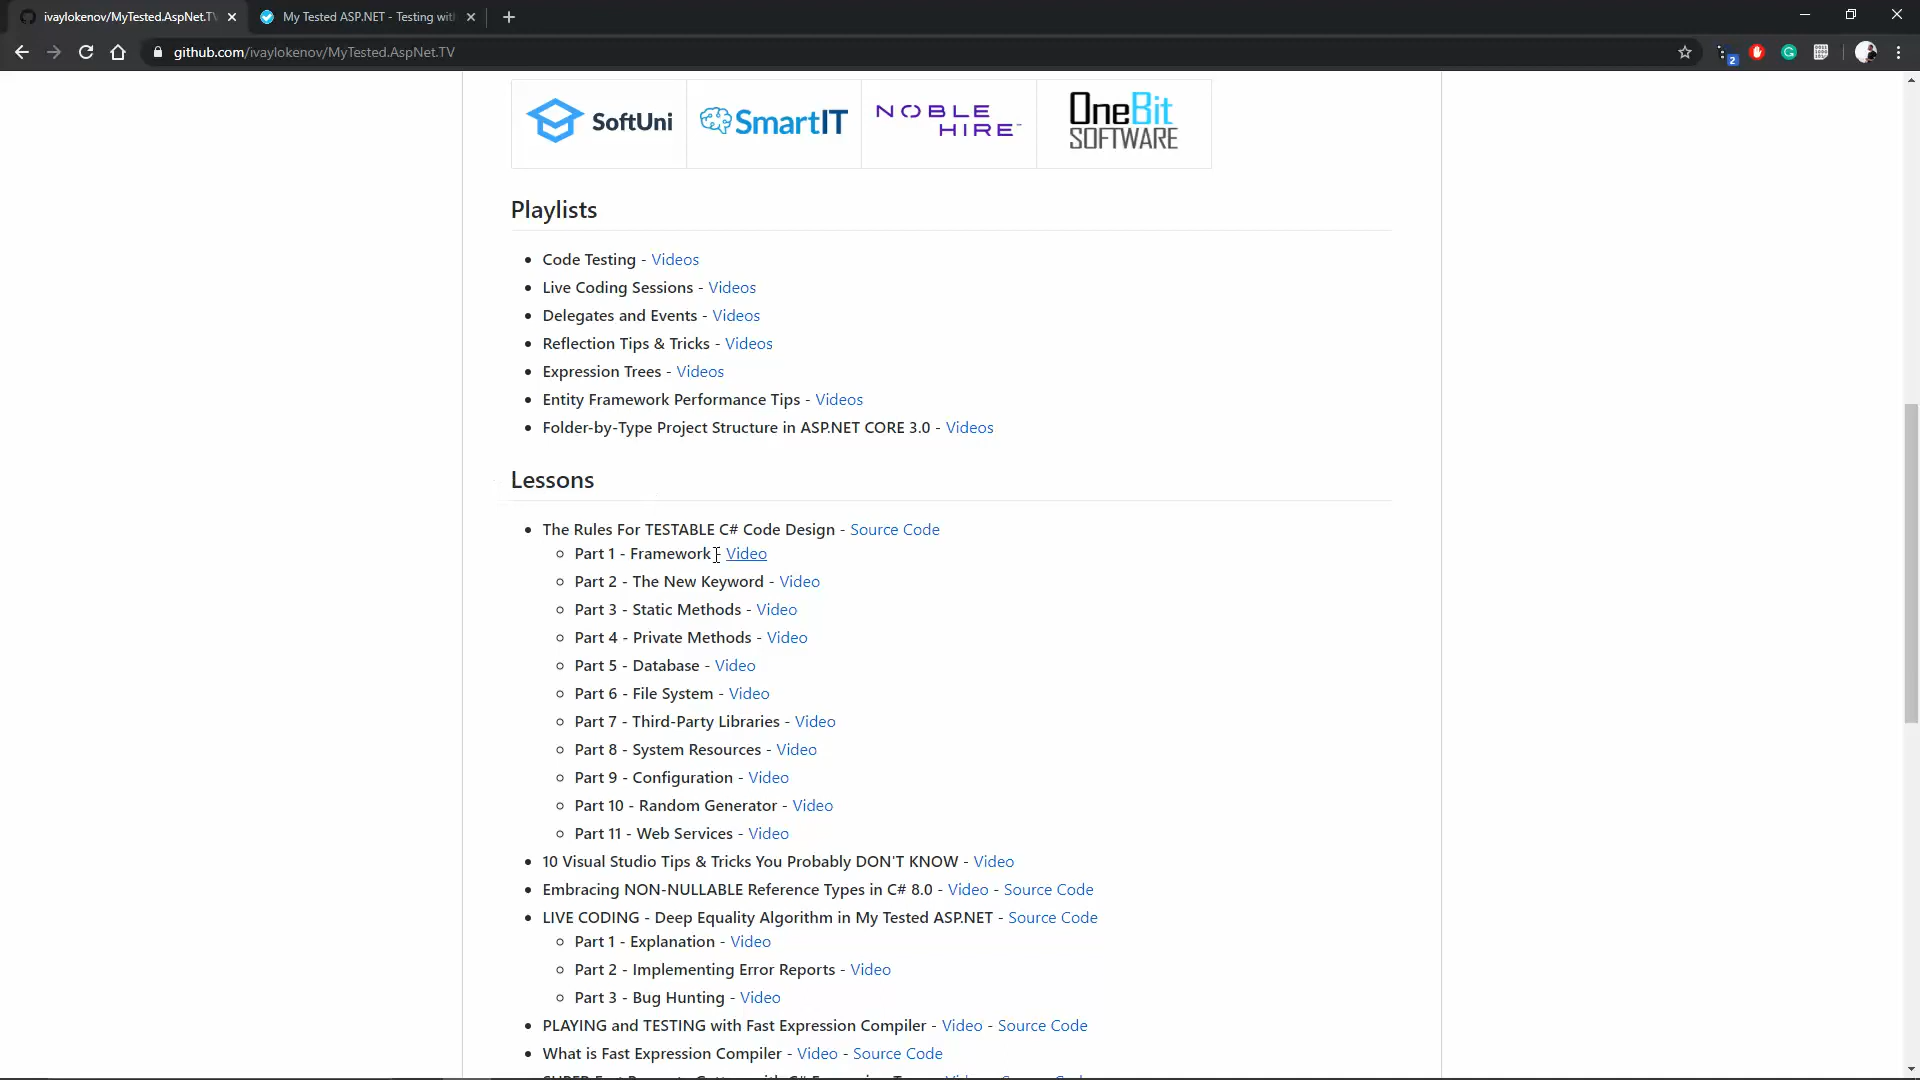 ivaylokenov/MyTested.AspNet.TV
My Tested ASP.NET - Testing with
github.com/ivaylokenov/MyTested.AspNet.TV
2
SoftUni
SmartIT
NOBLE HIRE
OneBit SOFTWARE
Playlists
Code Testing - Videos
Live Coding Sessions - Videos
Delegates and Events - Videos
Reflection Tips & Tricks - Videos
Expression Trees - Videos
Entity Framework Performance Tips - Videos
Folder-by-Type Project Structure in ASP.NET CORE 3.0 - Videos
Lessons
The Rules For TESTABLE C# Code Design - Source Code
Part 1 - Framework - Video
Part 2 - The New Keyword - Video
Part 3 - Static Methods - Video
Part 4 - Private Methods - Video
Part 5 - Database - Video
Part 6 - File System - Video
Part 7 - Third-Party Libraries - Video
Part 8 - System Resources - Video
Part 9 - Configuration - Video
Part 10 - Random Generator - Video
Part 11 - Web Services - Video
10 Visual Studio Tips & Tricks You Probably DON'T KNOW - Video
Embracing NON-NULLABLE Reference Types in C# 8.0 - Video - Source Code
LIVE CODING - Deep Equality Algorithm in My Tested ASP.NET - Source Code
Part 1 - Explanation - Video
Part 2 - Implementing Error Reports - Video
Part 3 - Bug Hunting - Video
PLAYING and TESTING with Fast Expression Compiler - Video - Source Code
What is Fast Expression Compiler - Video - Source Code